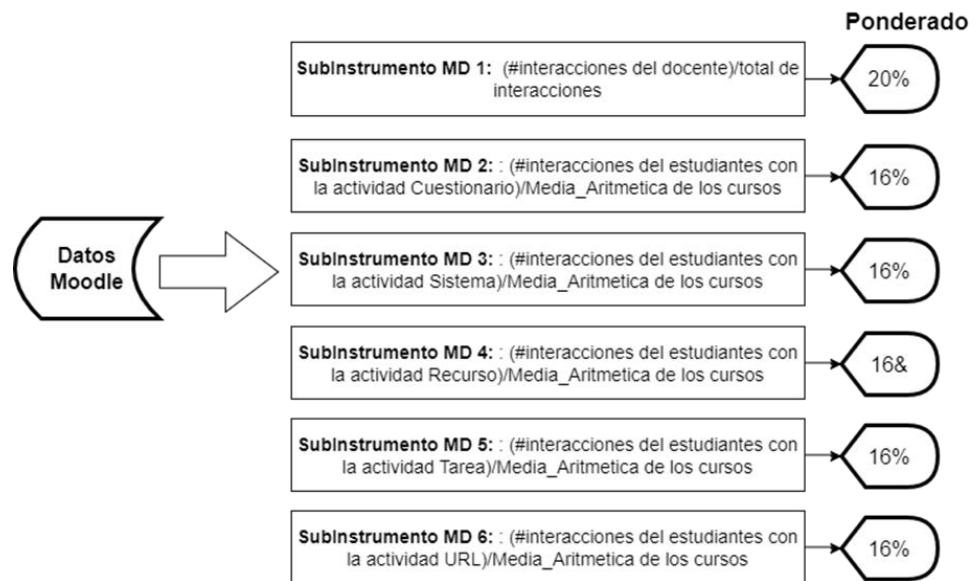 Ponderado
SubInstrumento MD 1: (#interacciones del docente)/total de
interacciones
20%
SubInstrumento MD 2: : (#interacciones del estudiantes con
la actividad Cuestionario)/Media_Aritmetica de los cursos
16%
Datos
Moodle
SubInstrumento MD 3: : (#interacciones del estudiantes con
la actividad Sistema)/Media_Aritmetica de los cursos
16%
SubInstrumento MD 4: : (#interacciones del estudiantes con
la actividad Recurso)/Media_Aritmetica de los cursos
16&
SubInstrumento MD 5: : (#interacciones del estudiantes con
la actividad Tarea)/Media_Aritmetica de los cursos
16%
SubInstrumento MD 6: : (#interacciones del estudiantes con
la actividad URL)/Media_Aritmetica de los cursos
16%